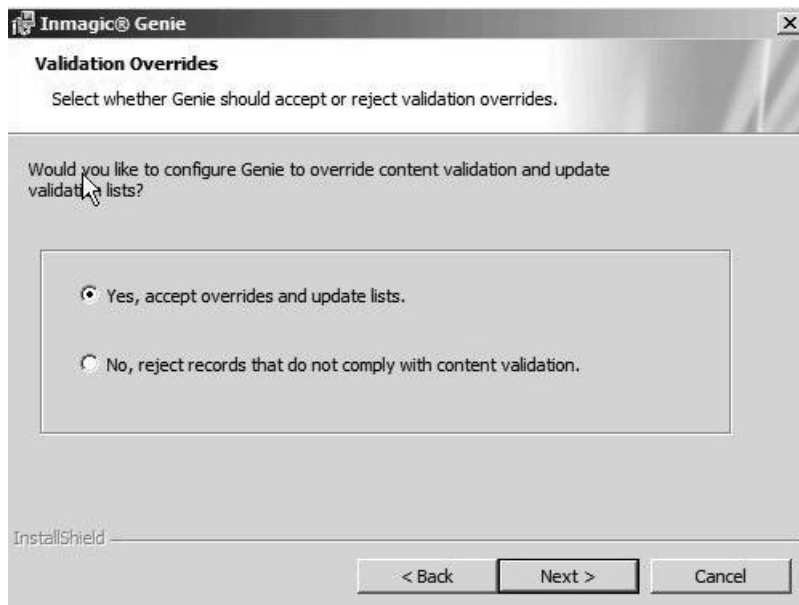 Inmagic® Genie
Validation Overrides
Select whether Genie should accept or reject validation overrides.
Would you like to configure Genie to override content validation and update
validation lists?
Yes, accept overrides and update lists.
No, reject records that do not comply with content validation.
InstallShield
< Back
Next >
Cancel